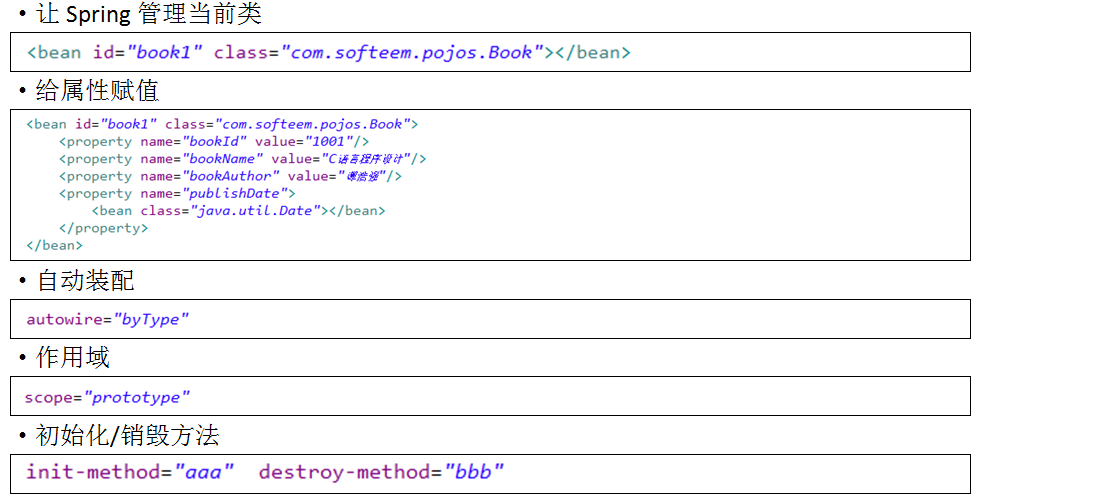 • 让 Spring 管理当前类
<bean id="book1" class="com.softeem.pojos.Book"></bean>
• 给属性赋值
<bean id="book1" class="com.softeem.pojos.Book">
<property name="bookId" value="1001"/>
<property name="bookName" value="C语言程序设计"/>
<property name="bookAuthor" value="谭浩强"/>
<property name="publishDate">
<bean class="java.util.Date"></bean>
</property>
</bean>
• 自动装配
autowire="byType"
• 作用域
scope="prototype"
• 初始化/销毁方法
init-method="aaa" destroy-method="bbb"